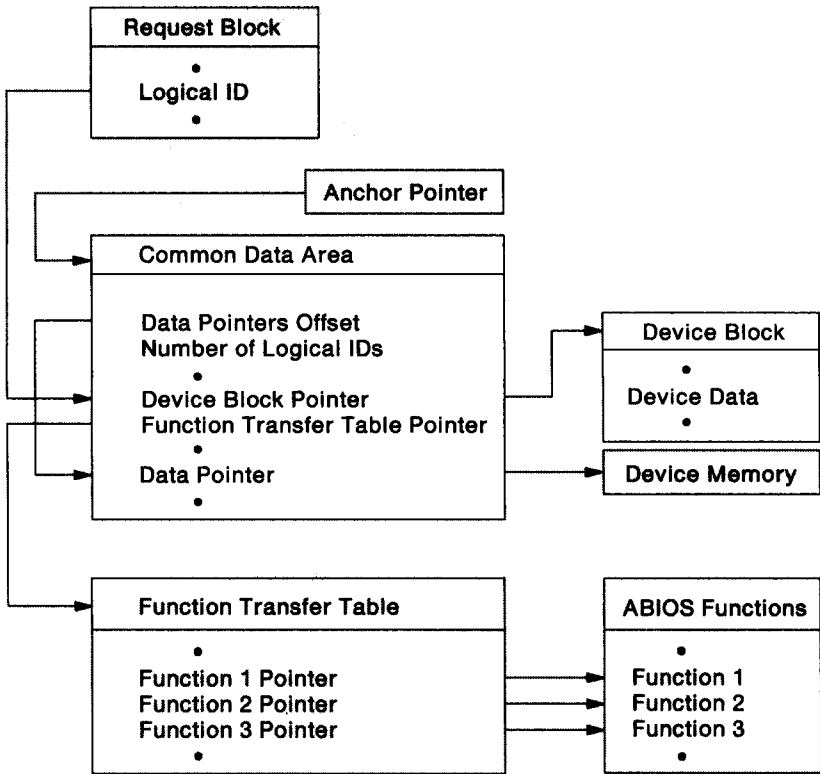 Request Block
Logical ID
Anchor Pointer
Common Data Area
Data Pointers Offset
Number of Logical IDs
Device Block Pointer
Function Transfer Table Pointer
Data Pointer
Device Block
Device Data
Device Memory
Function Transfer Table
Function 1 Pointer
Function 2 Pointer
Function 3 Pointer
ABIOS Functions
Function 1
Function 2
Function 3